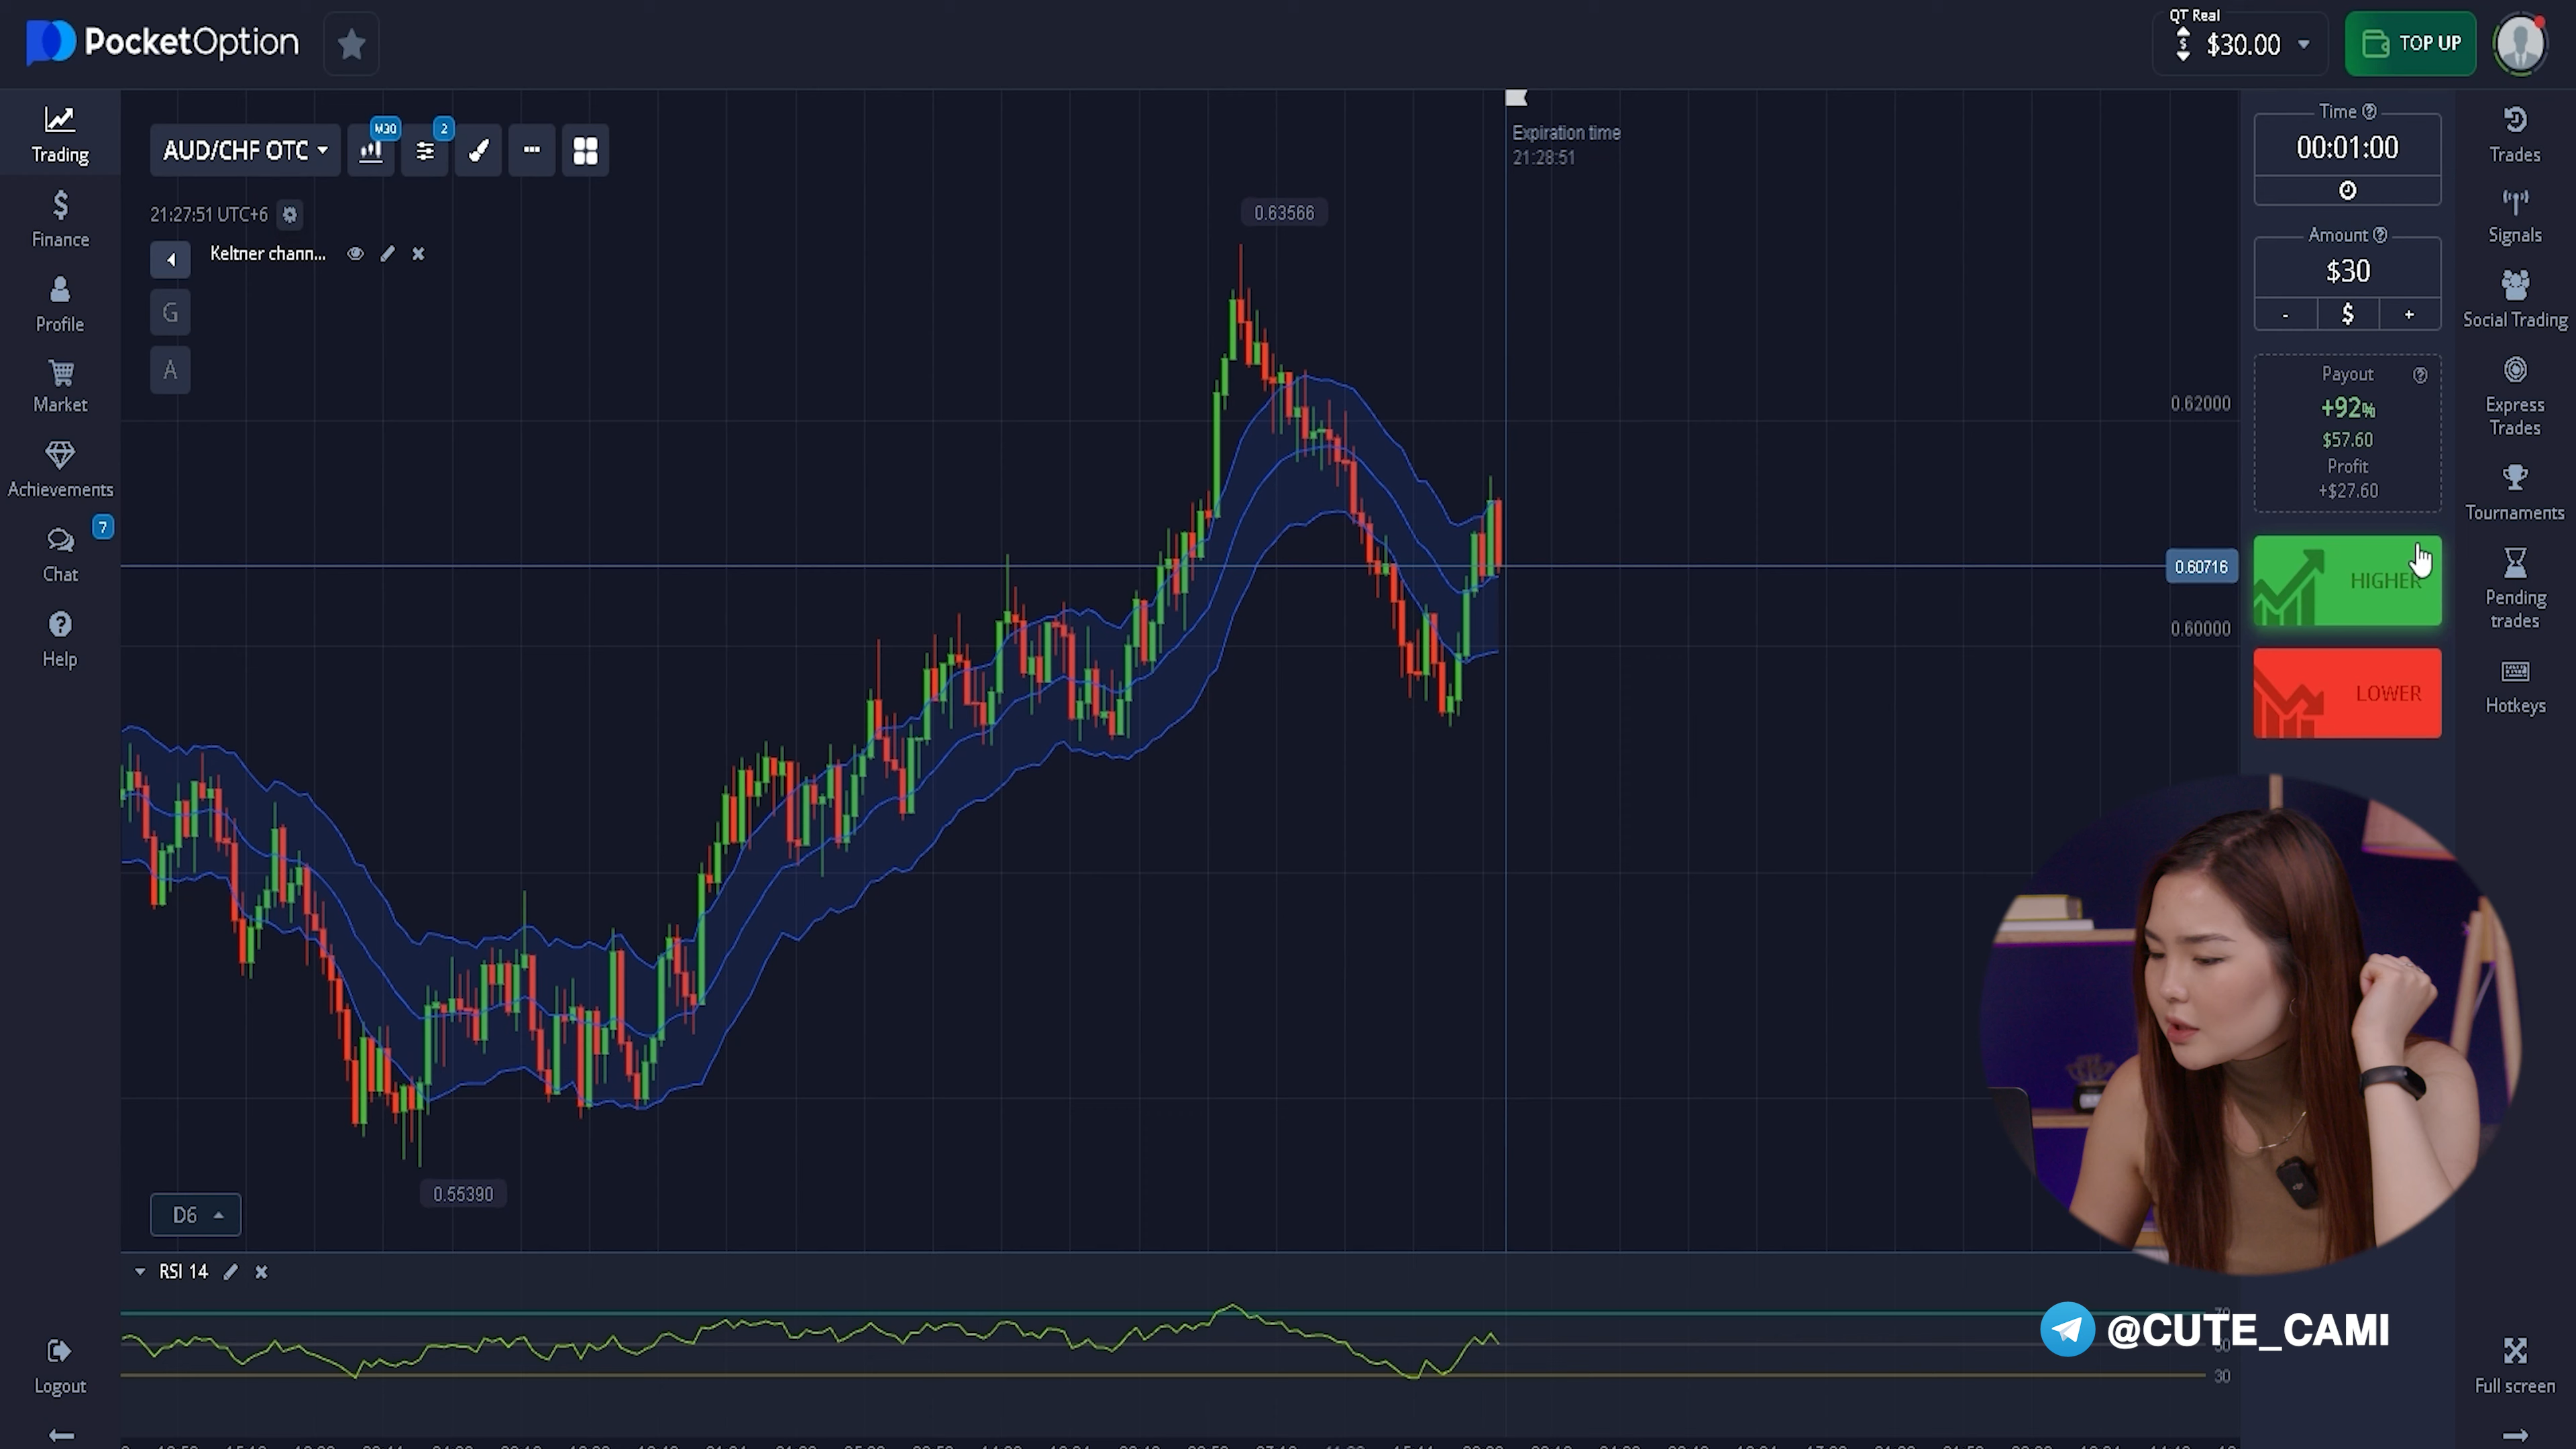 PocketOption
QT Real
$30.00
TOP UP
Trading
Finance
Profile
Market
Achievements
7
Chat
Help
Logout
AUD/CHF OTC
M30
2
21:27:51 UTC+6
Keltner chann...
G
A
Expiration time
21:28:51
0.63566
0.62000
0.60716
0.60000
0.55390
D6
RSI 14
30
Time
00:01:00
Amount
$30
- $ +
Payout
+92%
$57.60
Profit
+$27.60
HIGHER
LOWER
Trades
Signals
Social Trading
Express
Trades
Tournaments
Pending
trades
Hotkeys
Full screen
@CUTE_CAMI